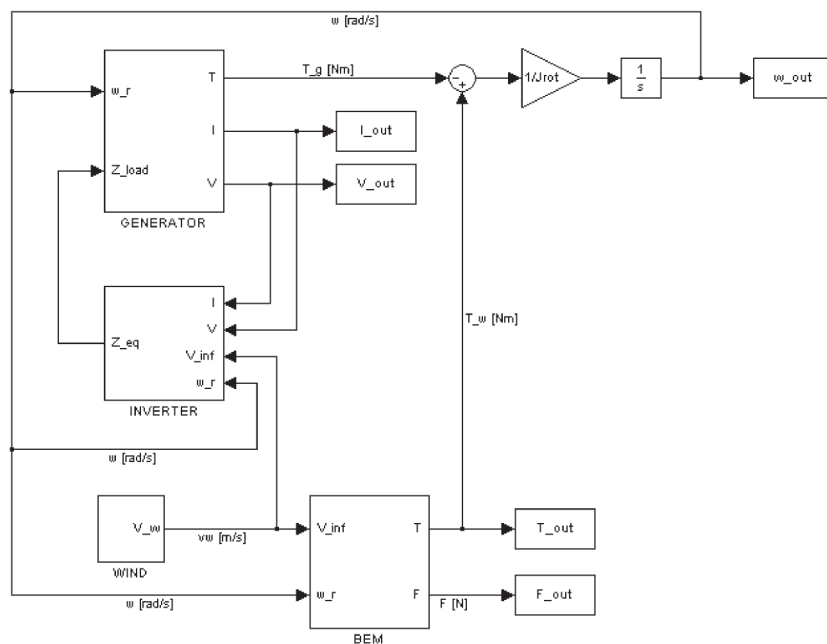 w [rad/s]
w_r
Z_load
T
I
V
GENERATOR
T_g [Nm]
I_out
V_out
-
+
1/Jrot
1
s
w_out
Z_eq
I
V
V_inf
w_r
INVERTER
T_w [Nm]
w [rad/s]
V_w
WIND
vw [m/s]
V_inf
w_r
T
F
BEM
w [rad/s]
F [N]
T_out
F_out